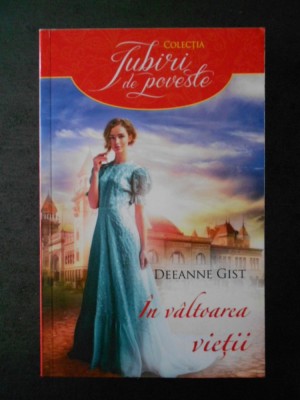 COLECȚIA
Iubiri
de poveste
DEEANNE GIST
În vâltoarea
vieții